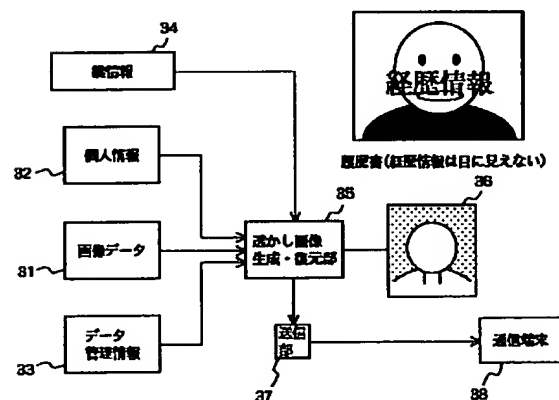 34
鍵情報
経歴情報
履歴書(経歴情報は目に見えない)
個人情報
32
35
36
透かし画像
生成・復元部
画像データ
31
データ
管理情報
33
送信
部
37
通信端末
38